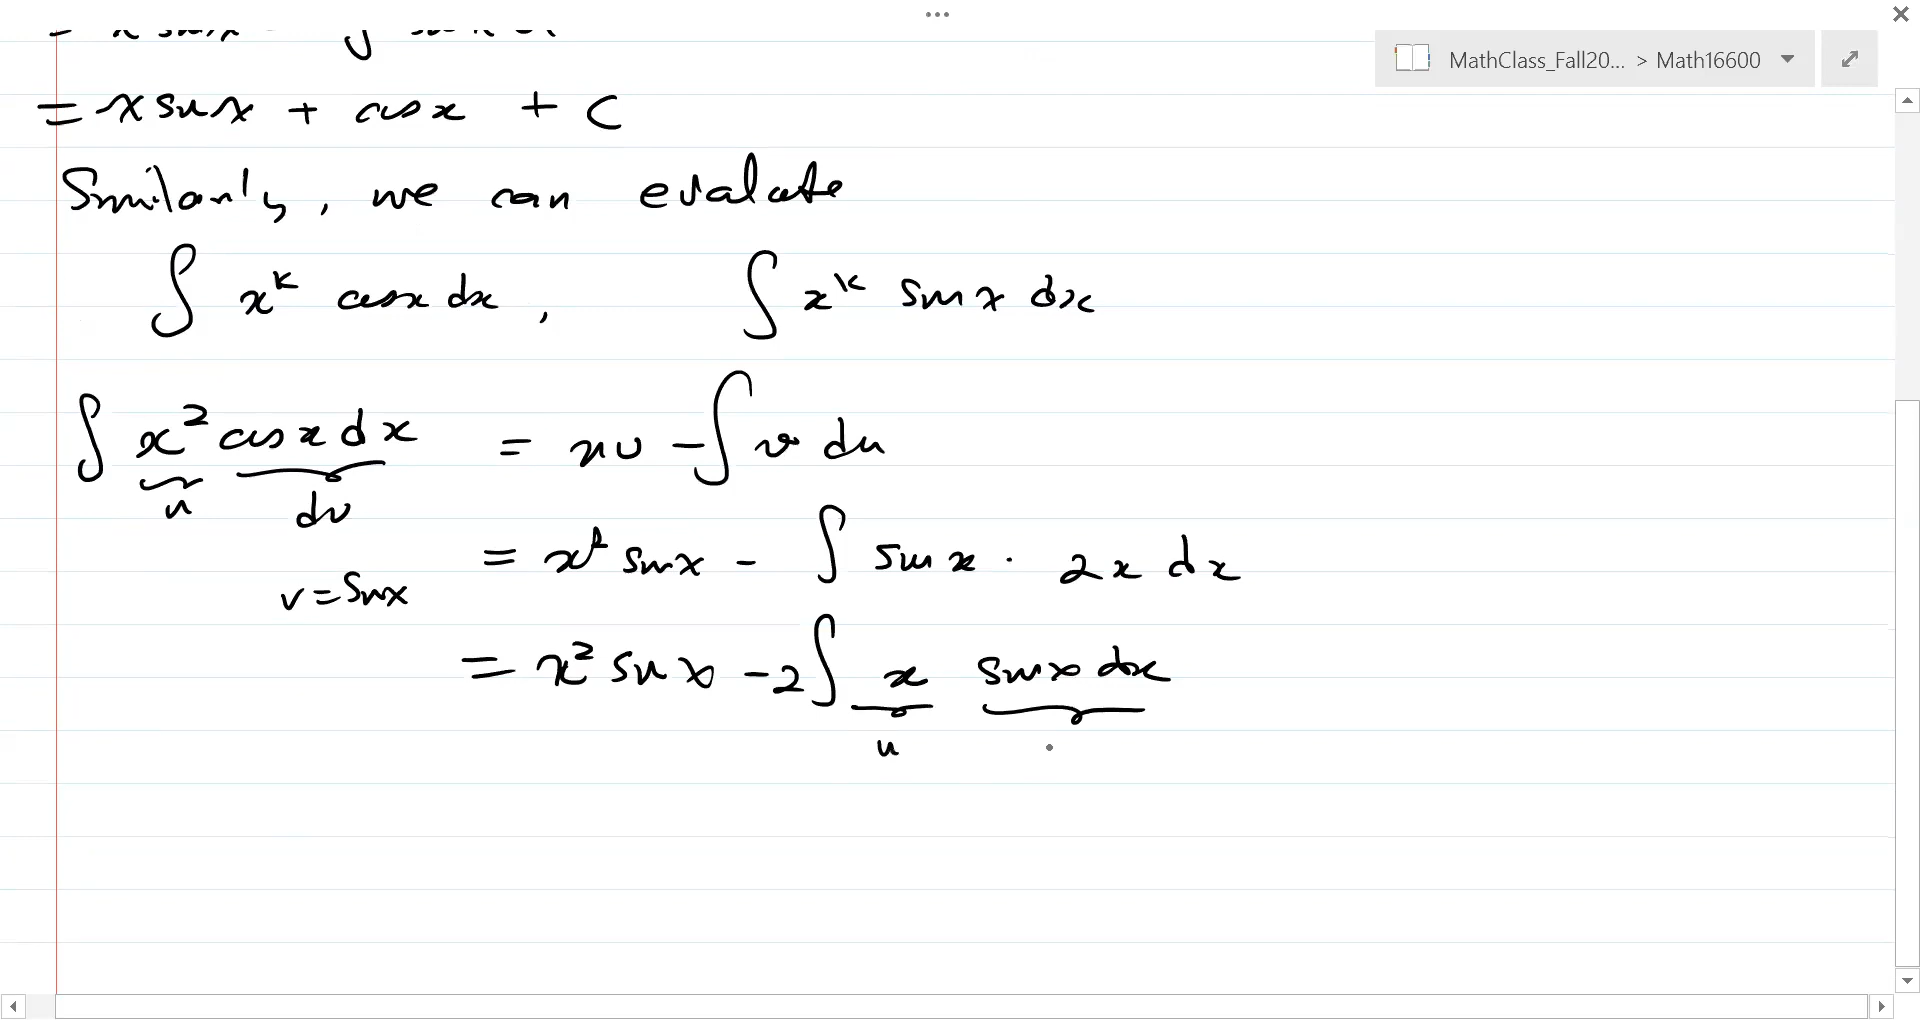 MathClass_Fall20... > Math16600
= x sin x + cos x + C
Similarly, we can evalate
∫ x^k cos x dx , ∫ x^k sin x dx
∫ x² cos x dx = uv - ∫ v du
u dv
= x² sin x - ∫ sin x · 2x dx
v = sin x
= x² sin x - 2 ∫ x sin x dx
u